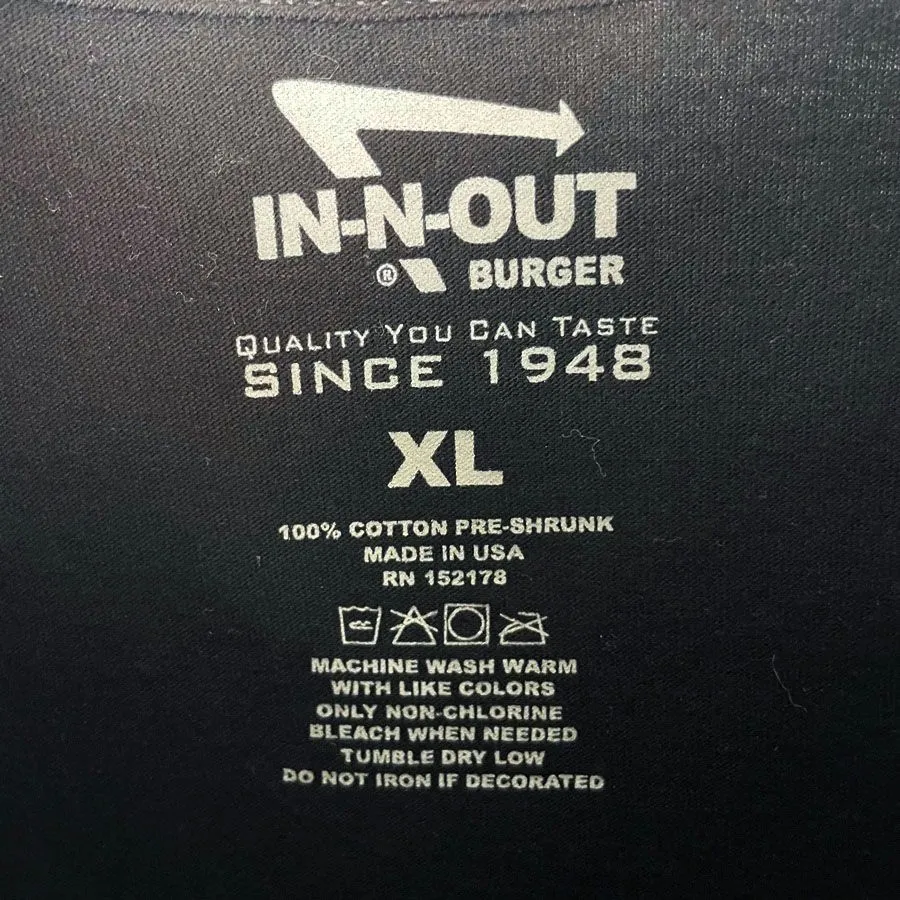 IN-N-OUT
® BURGER
QUALITY YOU CAN TASTE
SINCE 1948
XL
100% COTTON PRE-SHRUNK
MADE IN USA
RN 152178
MACHINE WASH WARM
WITH LIKE COLORS
ONLY NON-CHLORINE
BLEACH WHEN NEEDED
TUMBLE DRY LOW
DO NOT IRON IF DECORATED